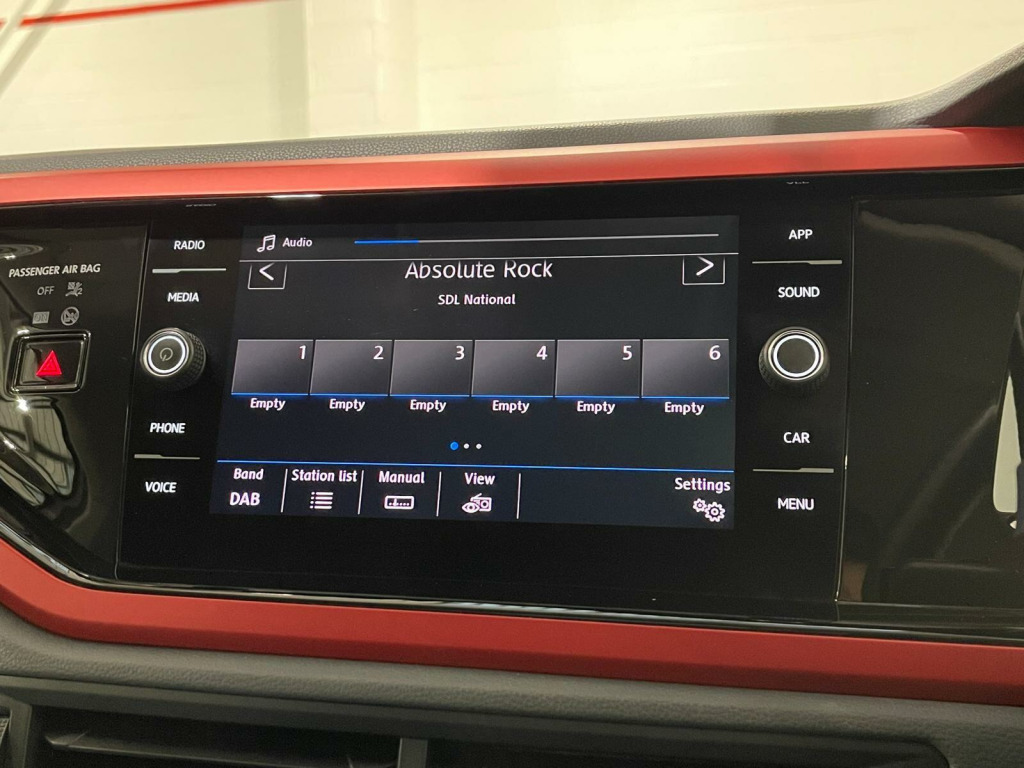 PASSENGER AIR BAG
OFF
RADIO
MEDIA
PHONE
VOICE
Audio
<
Absolute Rock
>
SDL National
1 2 3 4 5 6
Empty Empty Empty Empty Empty Empty
Band Station list Manual View Settings
DAB
APP
SOUND
CAR
MENU